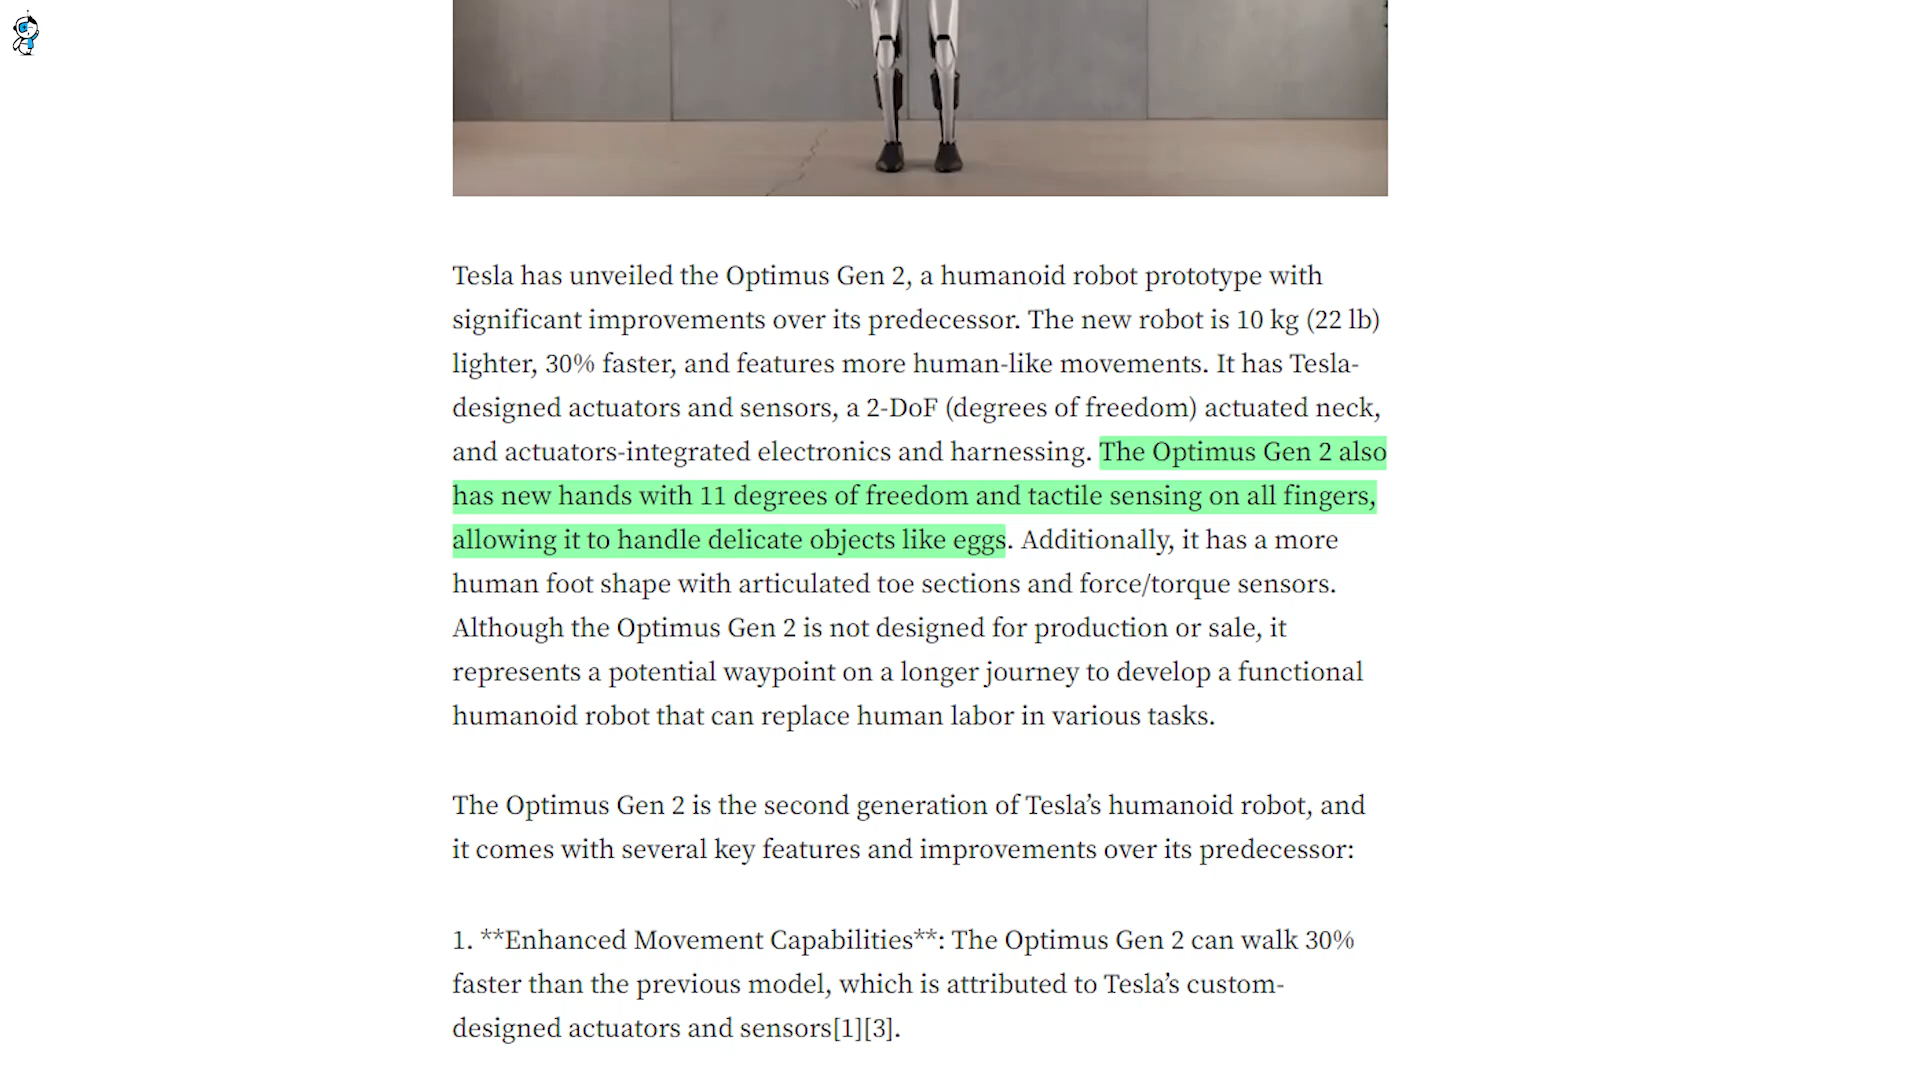 Tesla has unveiled the Optimus Gen 2, a humanoid robot prototype with
significant improvements over its predecessor. The new robot is 10 kg (22 lb)
lighter, 30% faster, and features more human-like movements. It has Tesla-
designed actuators and sensors, a 2-DoF (degrees of freedom) actuated neck,
and actuators-integrated electronics and harnessing. The Optimus Gen 2 also
has new hands with 11 degrees of freedom and tactile sensing on all fingers,
allowing it to handle delicate objects like eggs. Additionally, it has a more
human foot shape with articulated toe sections and force/torque sensors.
Although the Optimus Gen 2 is not designed for production or sale, it
represents a potential waypoint on a longer journey to develop a functional
humanoid robot that can replace human labor in various tasks.
The Optimus Gen 2 is the second generation of Tesla’s humanoid robot, and
it comes with several key features and improvements over its predecessor:
1. **Enhanced Movement Capabilities**: The Optimus Gen 2 can walk 30%
faster than the previous model, which is attributed to Tesla’s custom-
designed actuators and sensors[1][3].